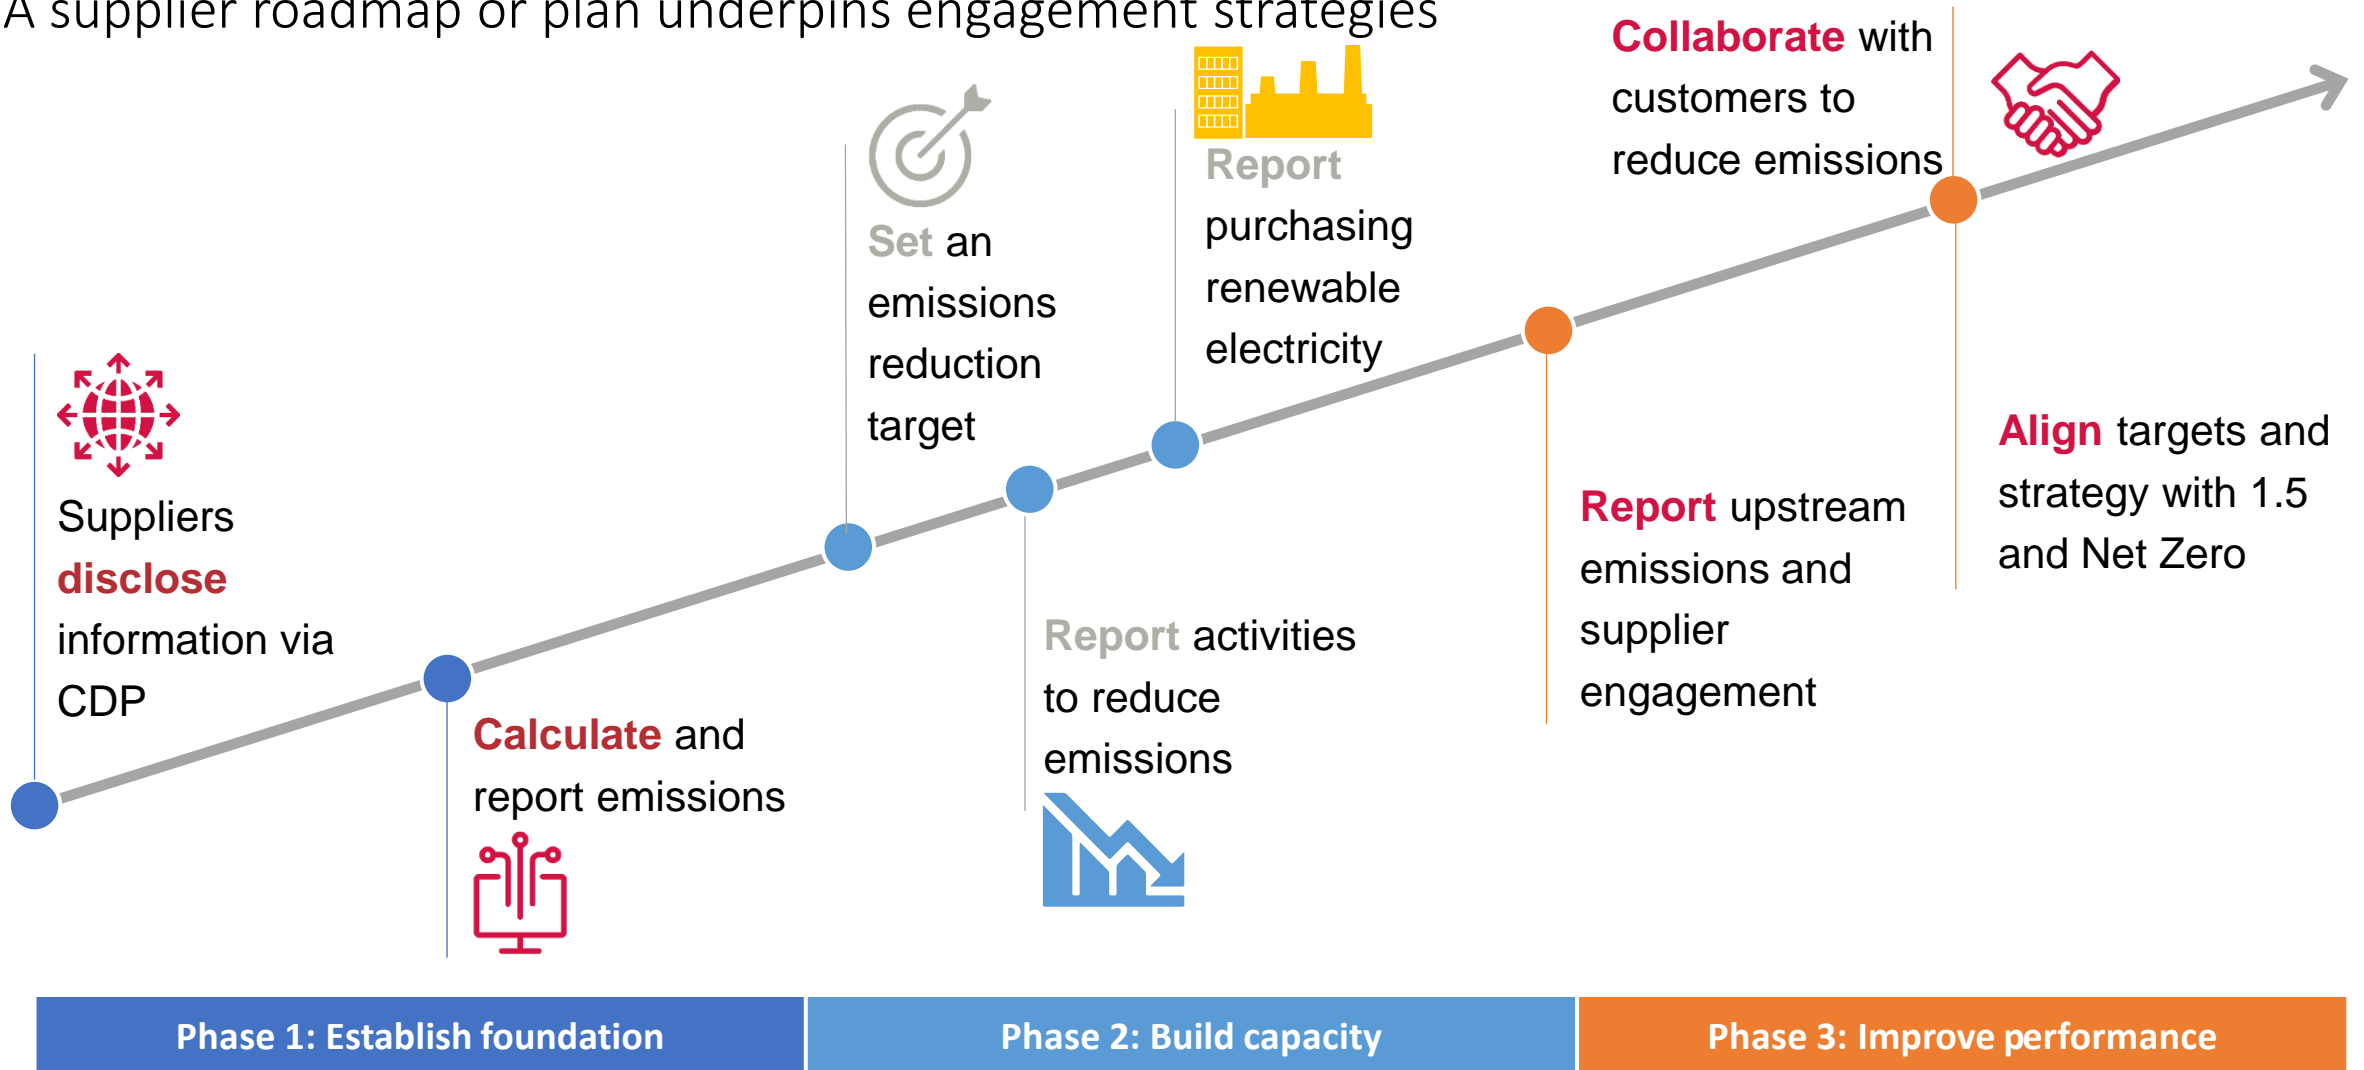 A supplier roadmap or plan underpins engagement strategies
Suppliers
disclose
information via
CDP
Calculate and
report emissions
Set an
emissions
reduction
target
Report activities
to reduce
emissions
Report
purchasing
renewable
electricity
Report upstream
emissions and
supplier
engagement
Collaborate with
customers to
reduce emissions
Align targets and
strategy with 1.5
and Net Zero
Phase 1: Establish foundation
Phase 2: Build capacity
Phase 3: Improve performance